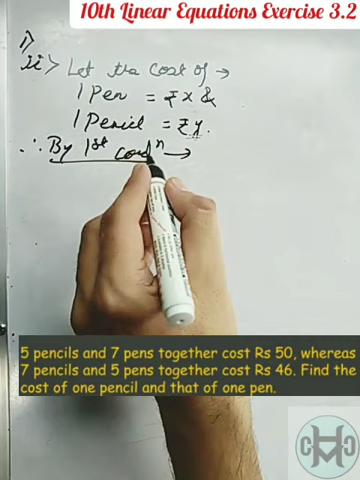 10th Linear Equations Exercise 3.2
i)
ii > Let the cost of →
1 Pen = ₹ x &
1 Pencil = ₹ y.
∴ By 1st condⁿ →
5 pencils and 7 pens together cost Rs 50, whereas
7 pencils and 5 pens together cost Rs 46. Find the
cost of one pencil and that of one pen.